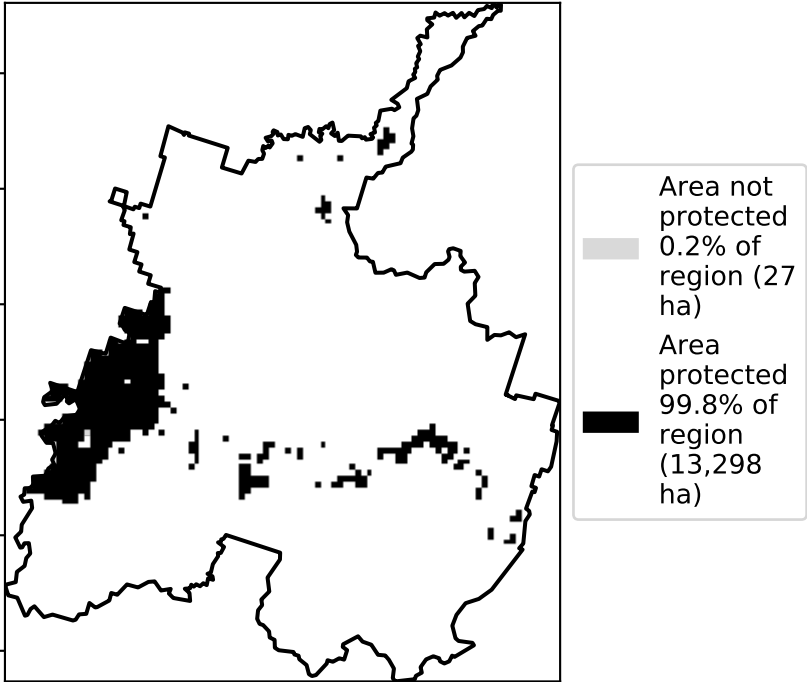 Area not
protected
0.2% of
region (27
ha)
Area
protected
99.8% of
region
(13,298
ha)